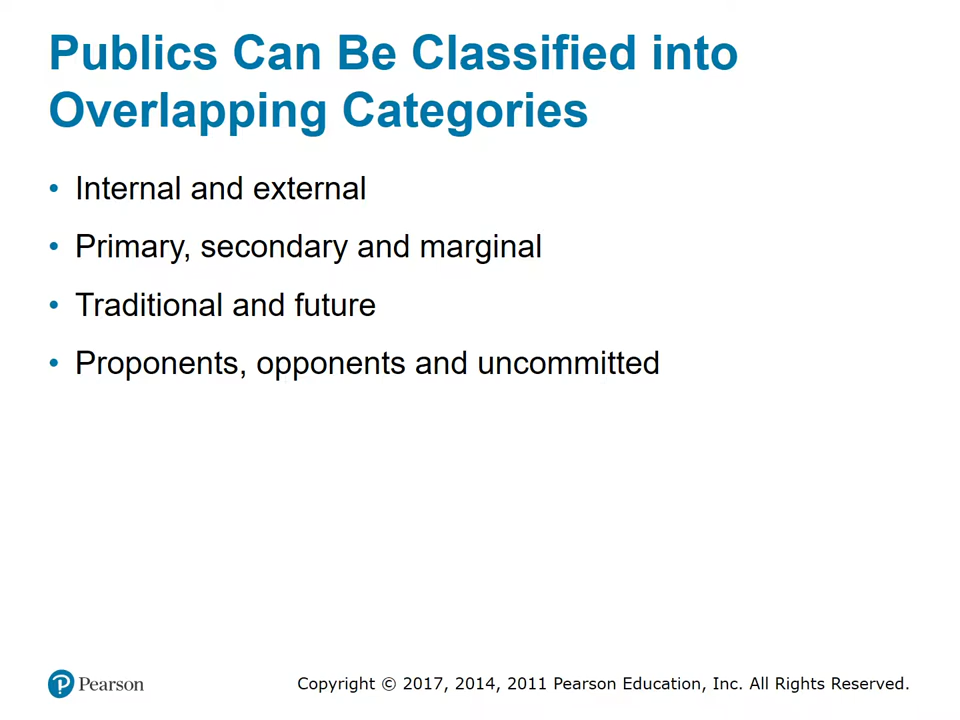 Publics Can Be Classified into
Overlapping Categories
• Internal and external
• Primary, secondary and marginal
• Traditional and future
• Proponents, opponents and uncommitted
Pearson
Copyright © 2017, 2014, 2011 Pearson Education, Inc. All Rights Reserved.